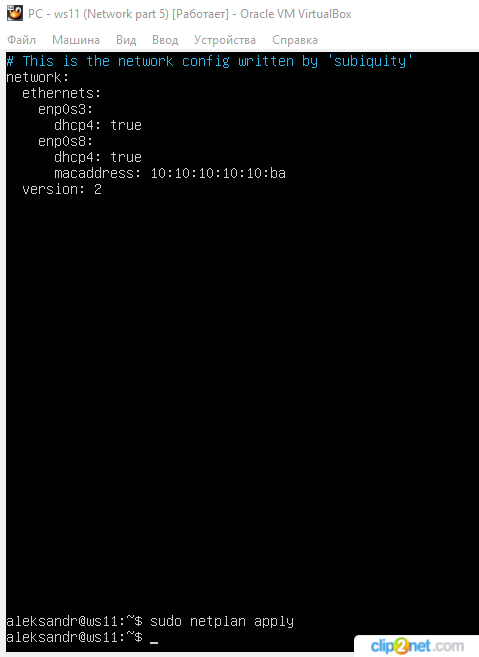 PC - ws11 (Network part 5) [Работает] - Oracle VM VirtualBox
Файл Машина Вид Ввод Устройства Справка
# This is the network config written by 'subiquity'
network:
  ethernets:
    enp0s3:
      dhcp4: true
    enp0s8:
      dhcp4: true
      macaddress: 10:10:10:10:10:ba
  version: 2
aleksandr@ws11:~$ sudo netplan apply
aleksandr@ws11:~$ _
clip2net.com